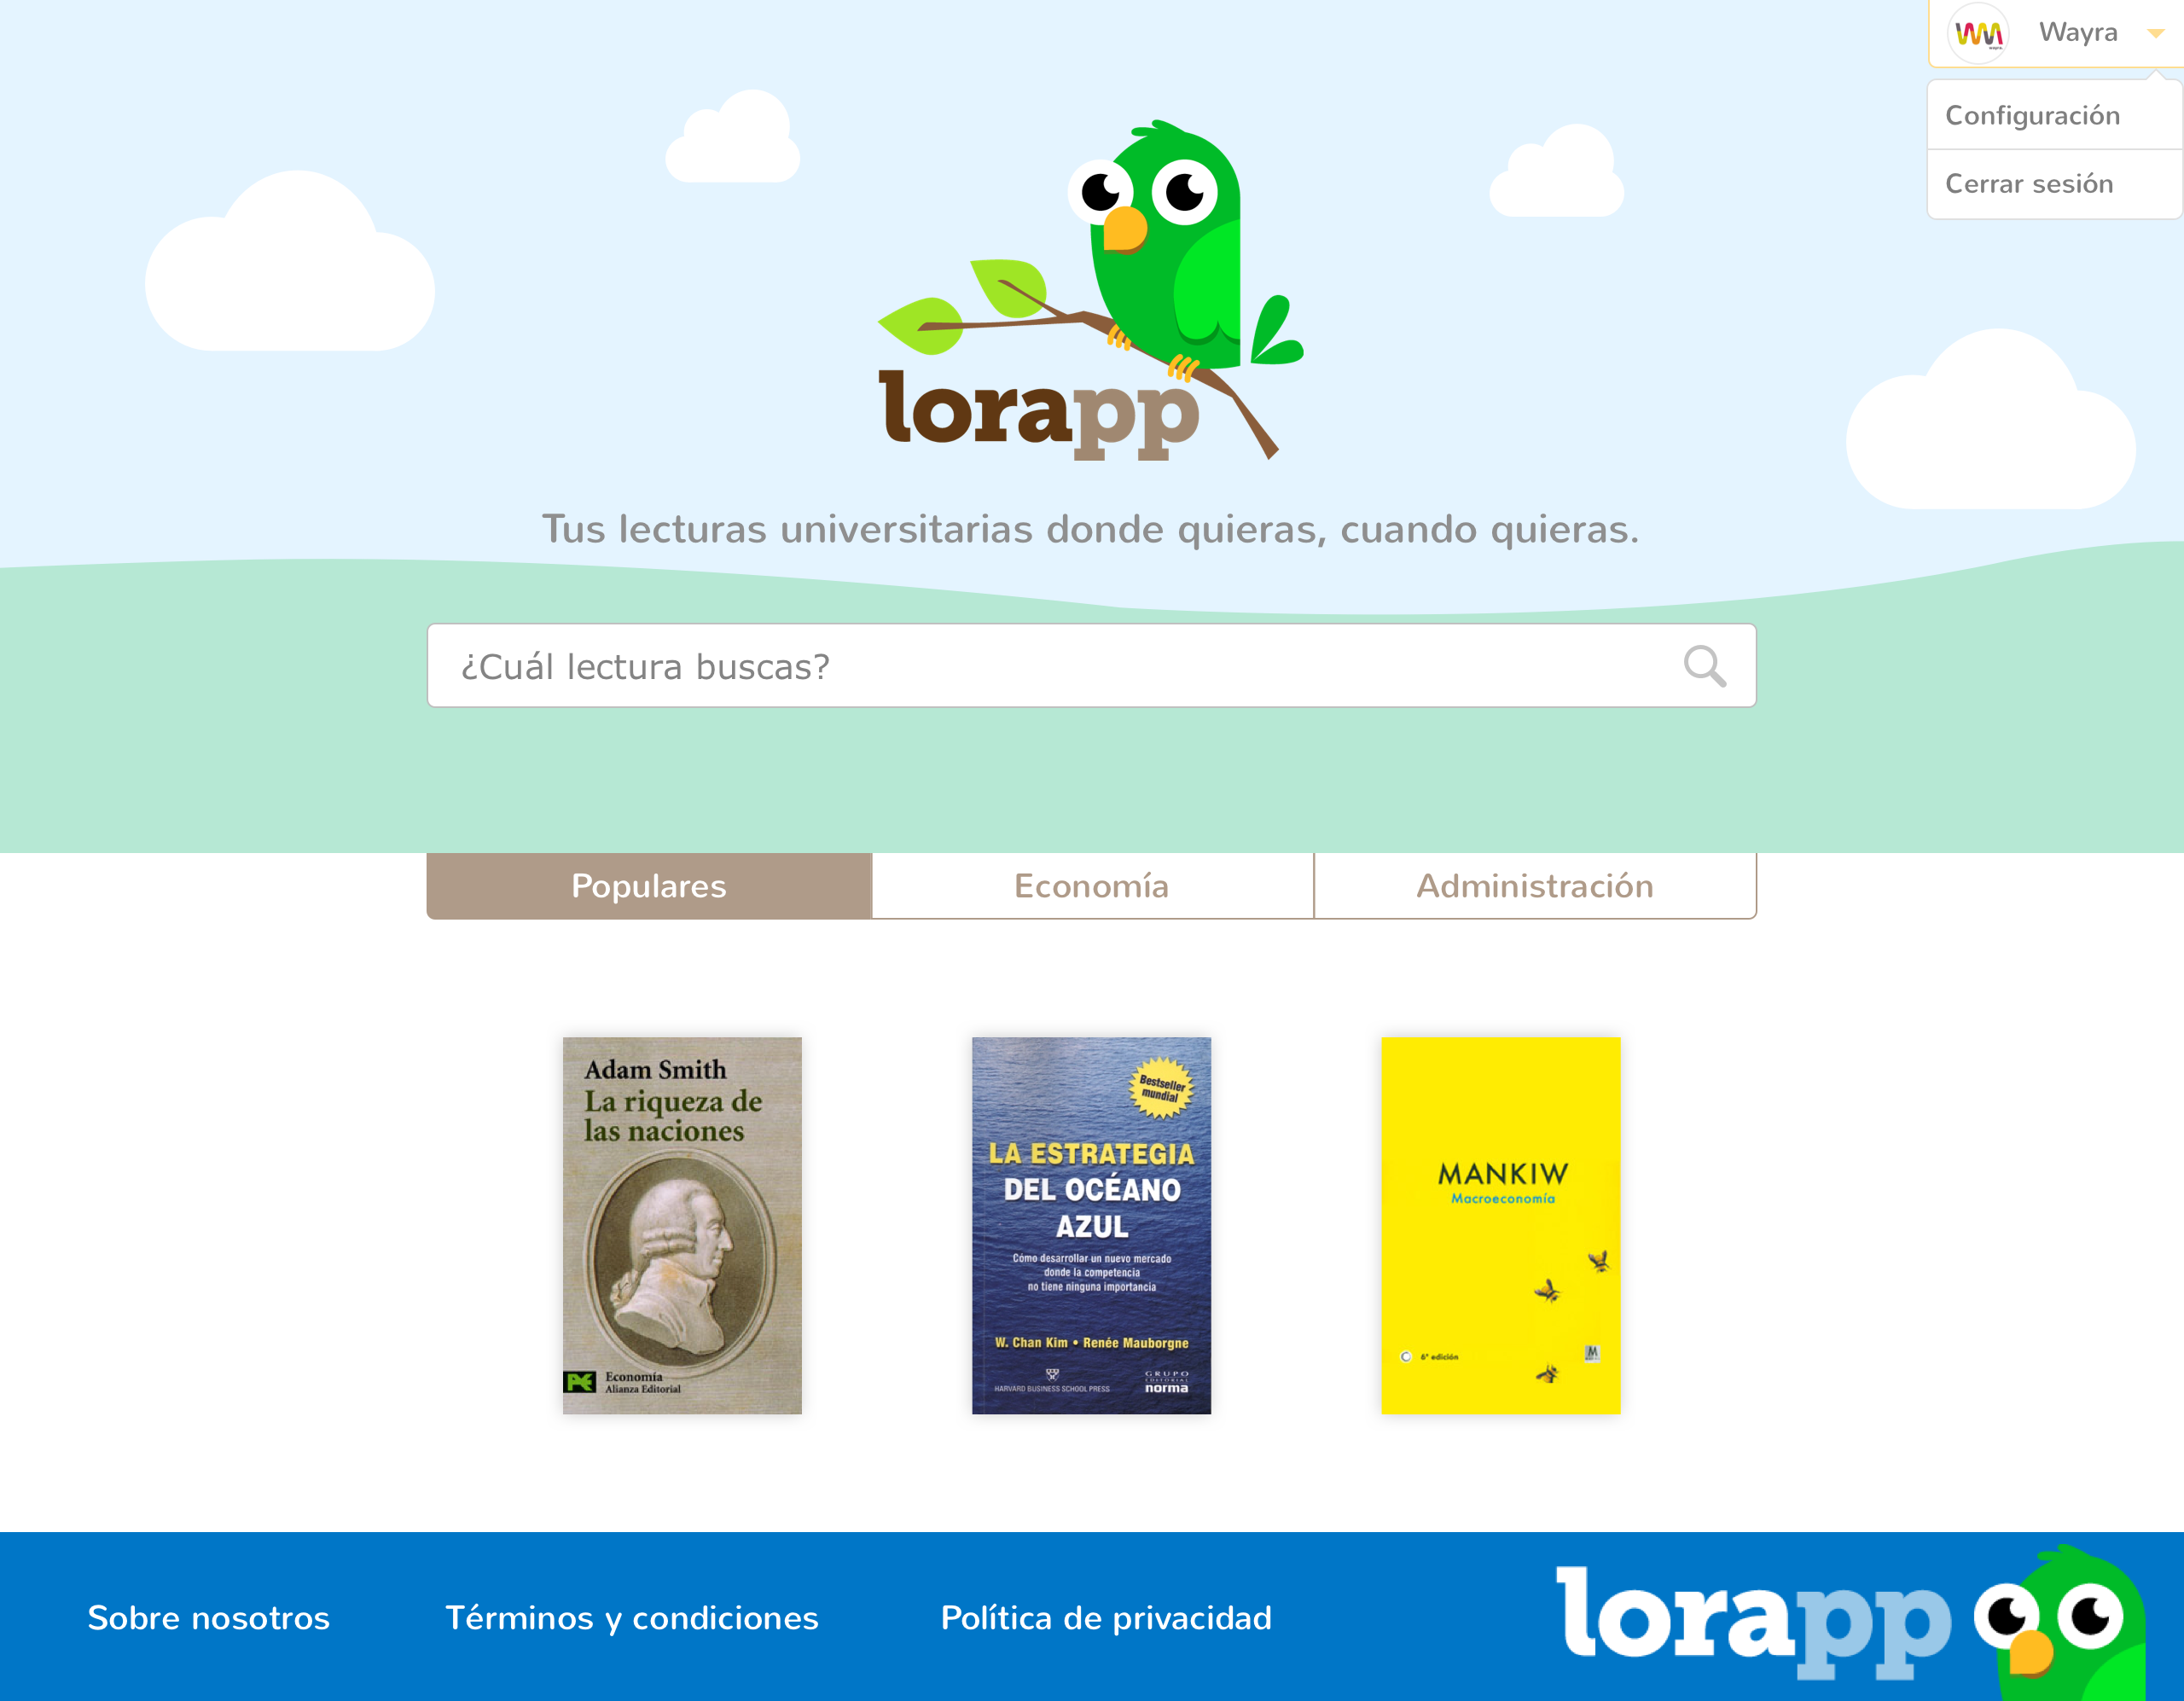 Wayra
Configuración
Cerrar sesión
lorapp
Tus lecturas universitarias donde quieras, cuando quieras.
¿Cuál lectura buscas?
Populares
Economía
Administración
Adam Smith
La riqueza de
las naciones
Economía
Alianza Editorial
Bestseller
mundial
LA ESTRATEGIA
DEL OCÉANO
AZUL
Cómo desarrollar un nuevo mercado
donde la competencia
no tiene ninguna importancia
W. Chan Kim • Renée Mauborgne
HARVARD BUSINESS SCHOOL PRESS
GRUPO
EDITORIAL
norma
MANKIW
Macroeconomía
6ª edición
M
Sobre nosotros
Términos y condiciones
Política de privacidad
lorapp